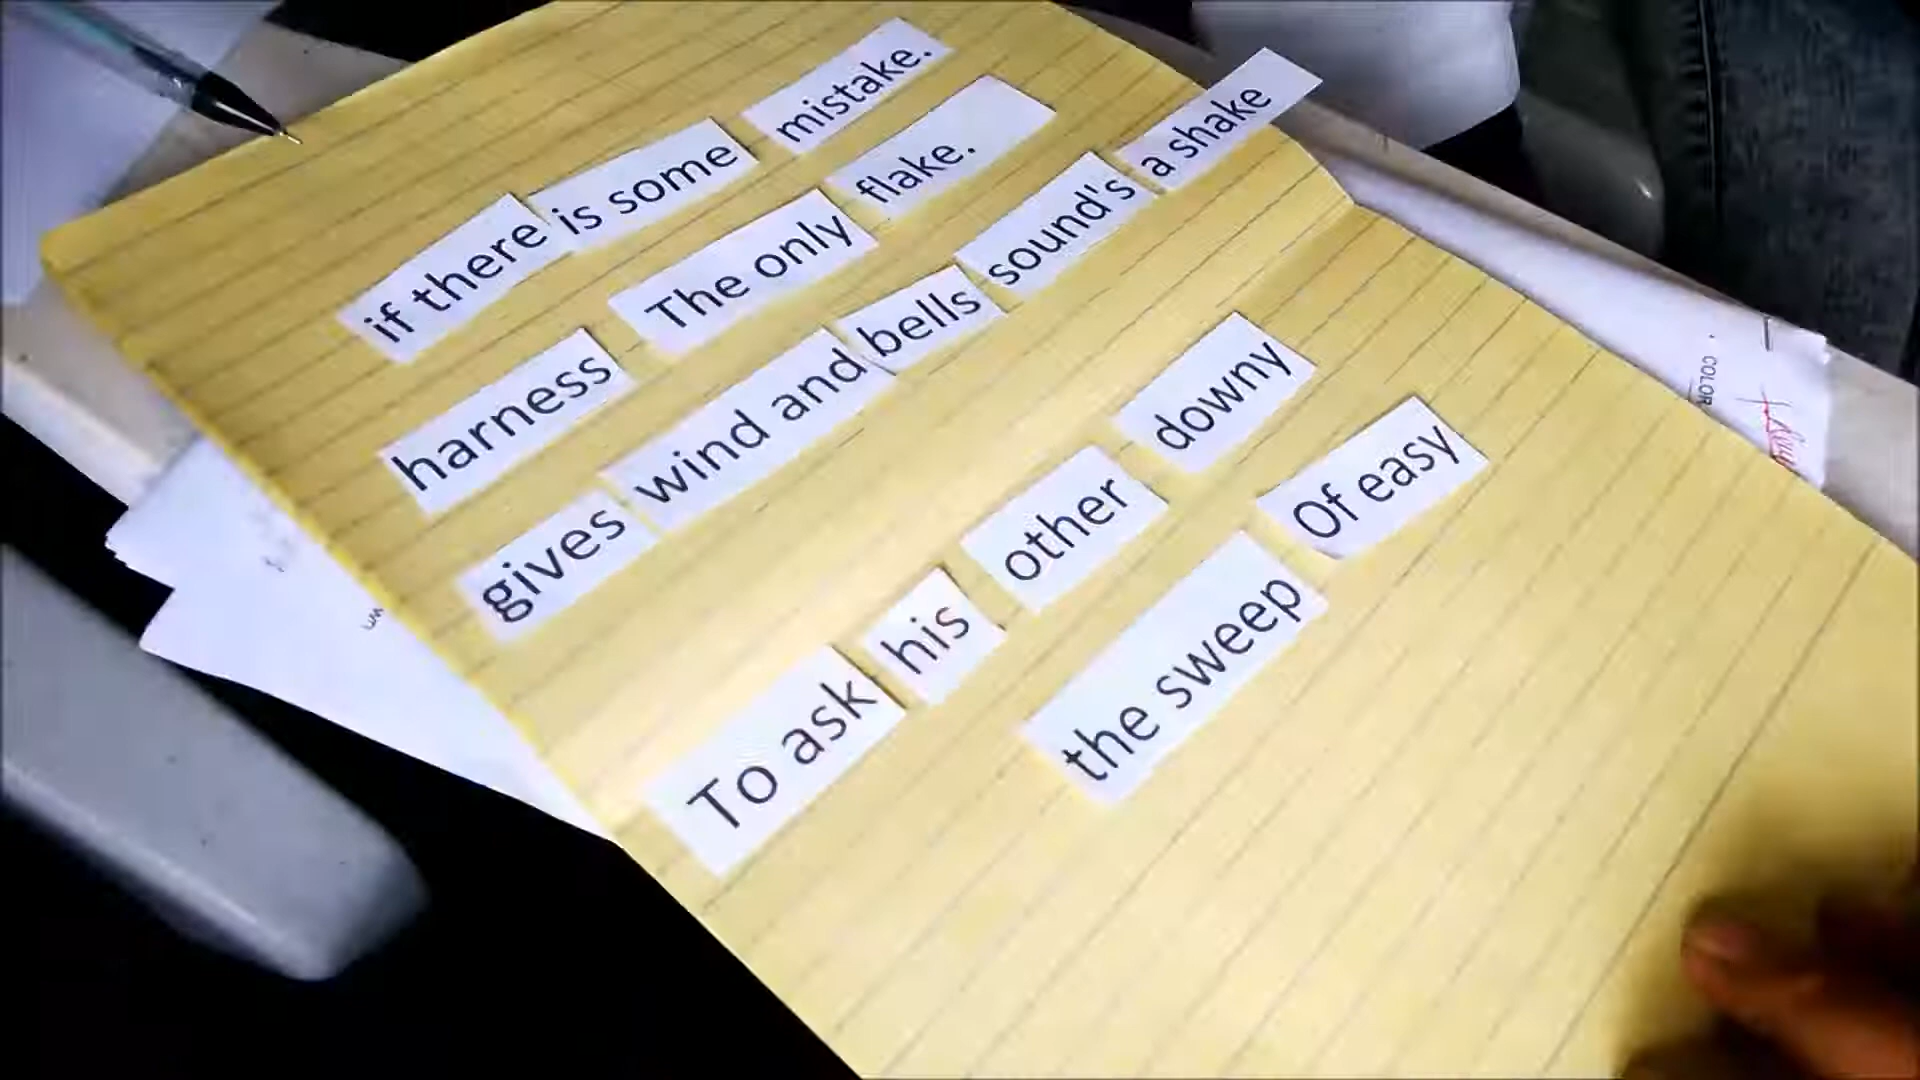 if there is some mistake.
The only flake.
harness
gives wind and bells sound's a shake
To ask his other downy
the sweep Of easy
COLOR